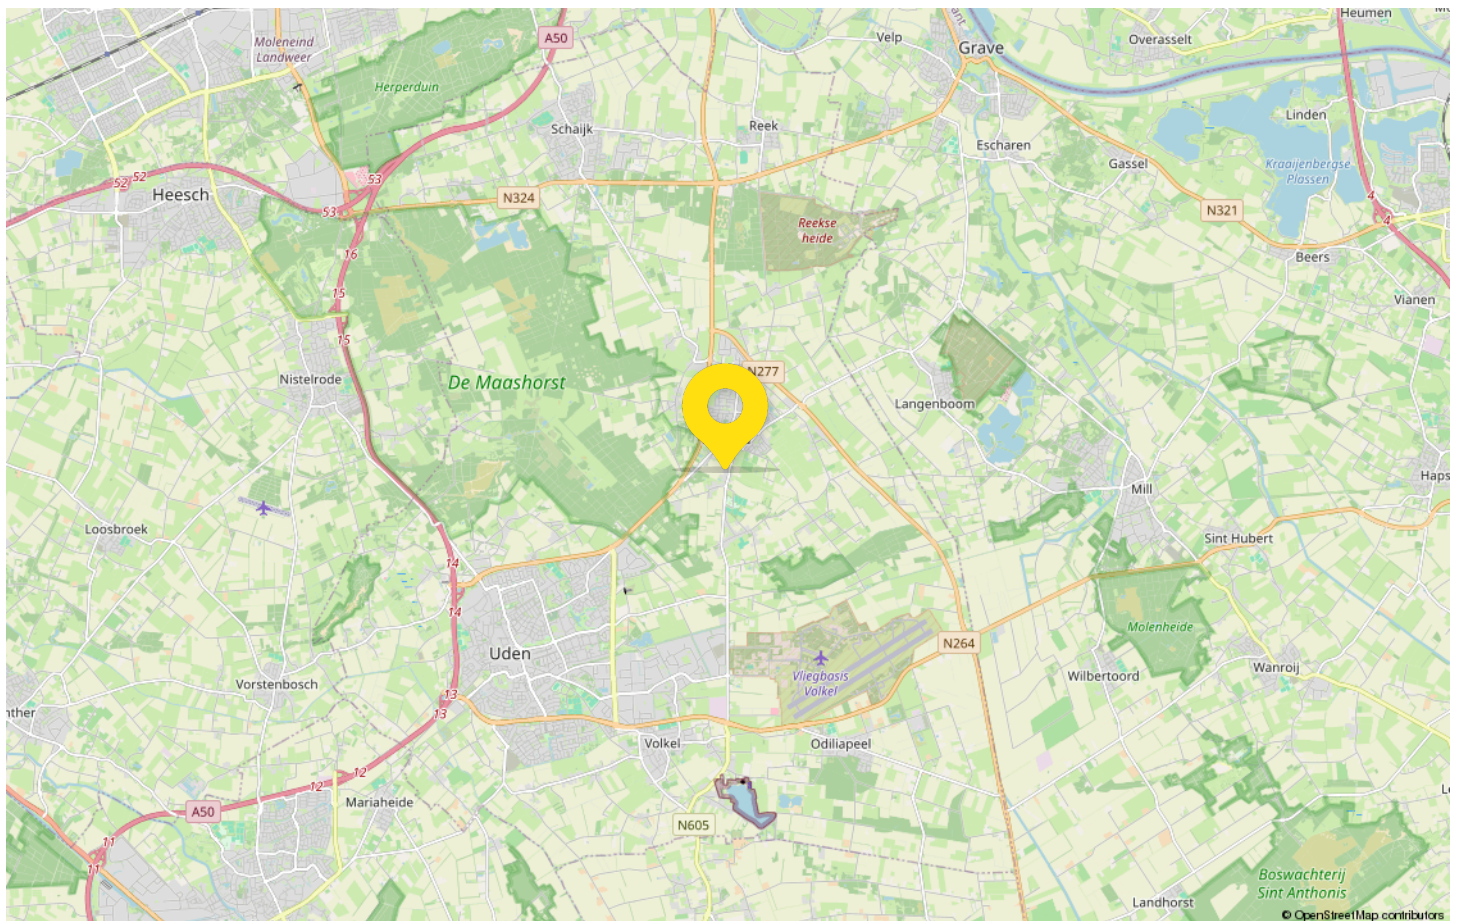 Heumen
Velp
Overasselt
Grave
A50
Moleneind
Landweer
Herperduin
Linden
Schaijk
Reek
Escharen
Gassel
Kraaijenbergse
Plassen
52
52
53
Heesch
N324
4
4
53
N321
Reekse
heide
16
Beers
15
Vianen
15
Nistelrode
De Maashorst
N277
Langenboom
Haps
Mill
Loosbroek
Sint Hubert
14
14
Molenheide
Uden
N264
Vliegbasis
Volkel
Wilbertoord
Wanroij
Vorstenbosch
13
13
nther
Volkel
Odiliapeel
12
12
Mariaheide
A50
N605
11
11
Boswachterij
Sint Anthonis
Landhorst
© OpenStreetMap contributors